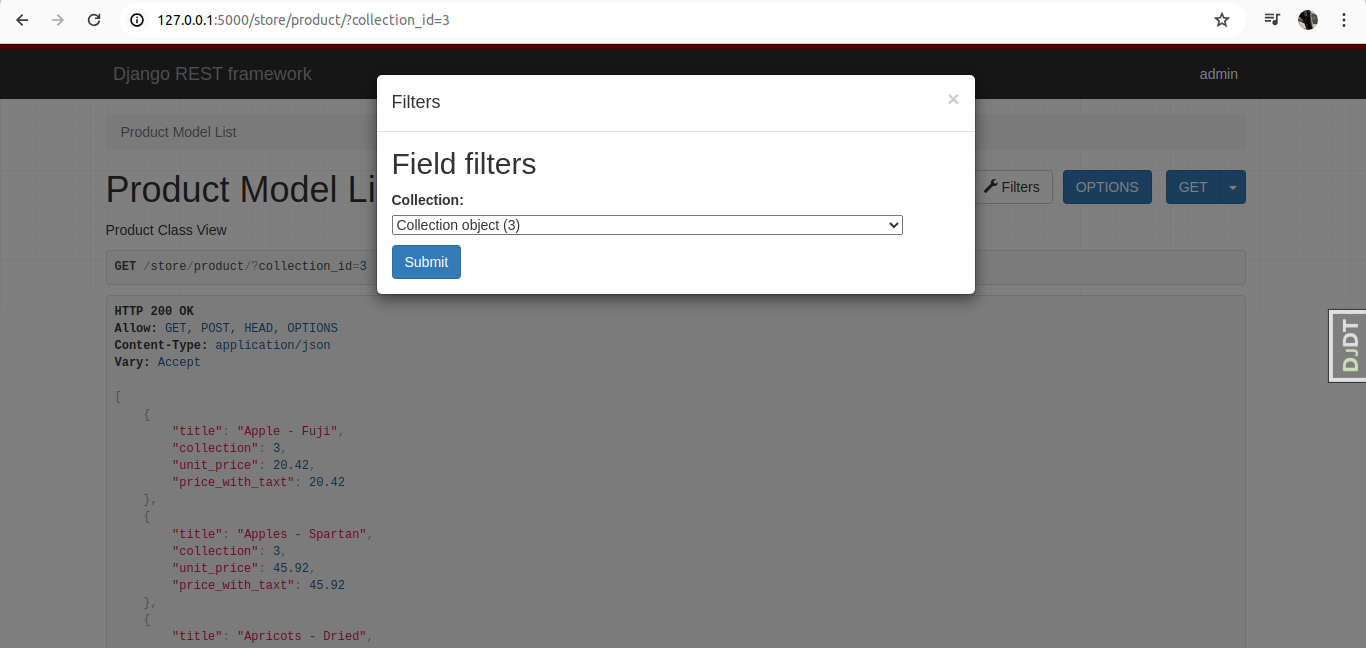 127.0.0.1:5000/store/product/?collection_id=3
Django REST framework
admin
Filters
×
Product Model List
Field filters
Product Model Li
Filters
OPTIONS
GET
Collection:
Collection object (3)
Product Class View
Submit
GET /store/product/?collection_id=3
HTTP 200 OK
Allow: GET, POST, HEAD, OPTIONS
Content-Type: application/json
Vary: Accept
[
{
"title": "Apple - Fuji",
"collection": 3,
"unit_price": 20.42,
"price_with_taxt": 20.42
},
{
"title": "Apples - Spartan",
"collection": 3,
"unit_price": 45.92,
"price_with_taxt": 45.92
},
{
"title": "Apricots - Dried",
DJDT